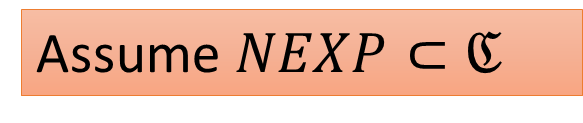 Assume 𝑁𝐸𝑋𝑃 ⊂ ℭ